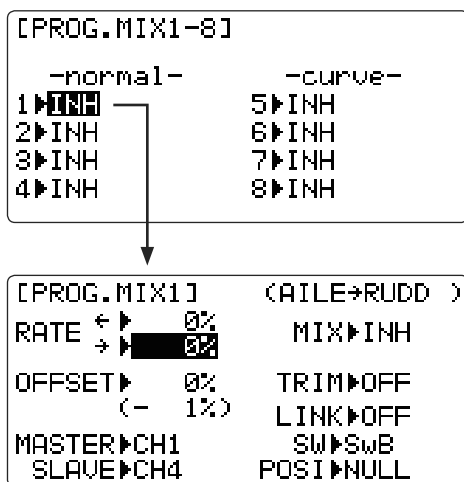 [PROG.MIX1-8]
-normal- -curve-
1▶INH 5▶INH
2▶INH 6▶INH
3▶INH 7▶INH
4▶INH 8▶INH
[PROG.MIX1] (AILE→RUDD )
RATE ←▶ 0% MIX▶INH
→▶ 0%
OFFSET▶ 0% TRIM▶OFF
(- 1%) LINK▶OFF
MASTER▶CH1 SW▶SwB
SLAVE▶CH4 POSI▶NULL